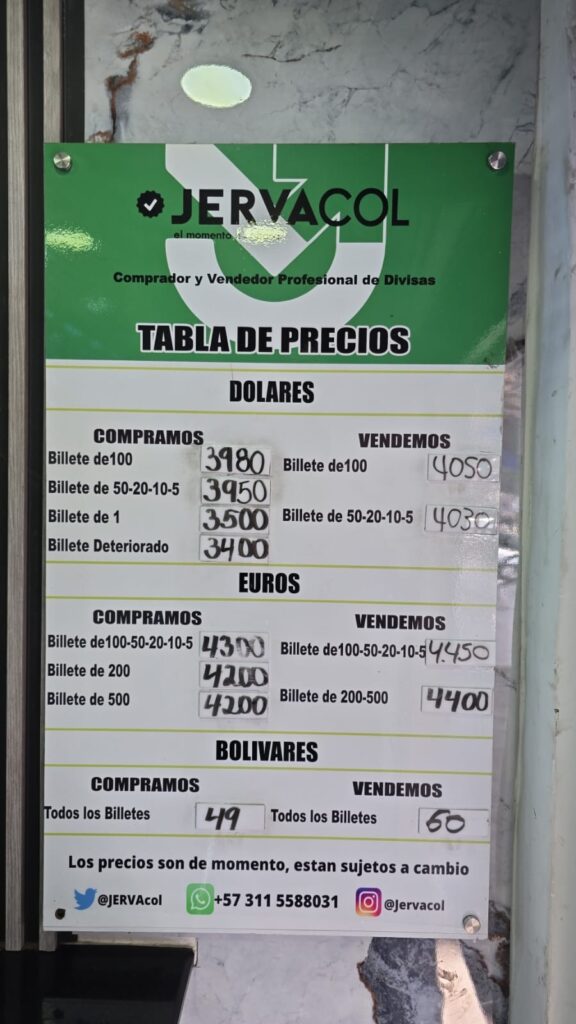 JERVACOL
el momento
Comprador y Vendedor Profesional de Divisas
TABLA DE PRECIOS
DOLARES
COMPRAMOS VENDEMOS
Billete de100 3980 Billete de100 4050
Billete de 50-20-10-5 3950
Billete de 1 3500 Billete de 50-20-10-5 4030
Billete Deteriorado 3400
EUROS
COMPRAMOS VENDEMOS
Billete de100-50-20-10-5 4300 Billete de100-50-20-10-5 4.450
Billete de 200 4200
Billete de 500 4200 Billete de 200-500 4400
BOLIVARES
COMPRAMOS VENDEMOS
Todos los Billetes 49 Todos los Billetes 60
Los precios son de momento, estan sujetos a cambio
@JERVAcol +57 311 5588031 @Jervacol